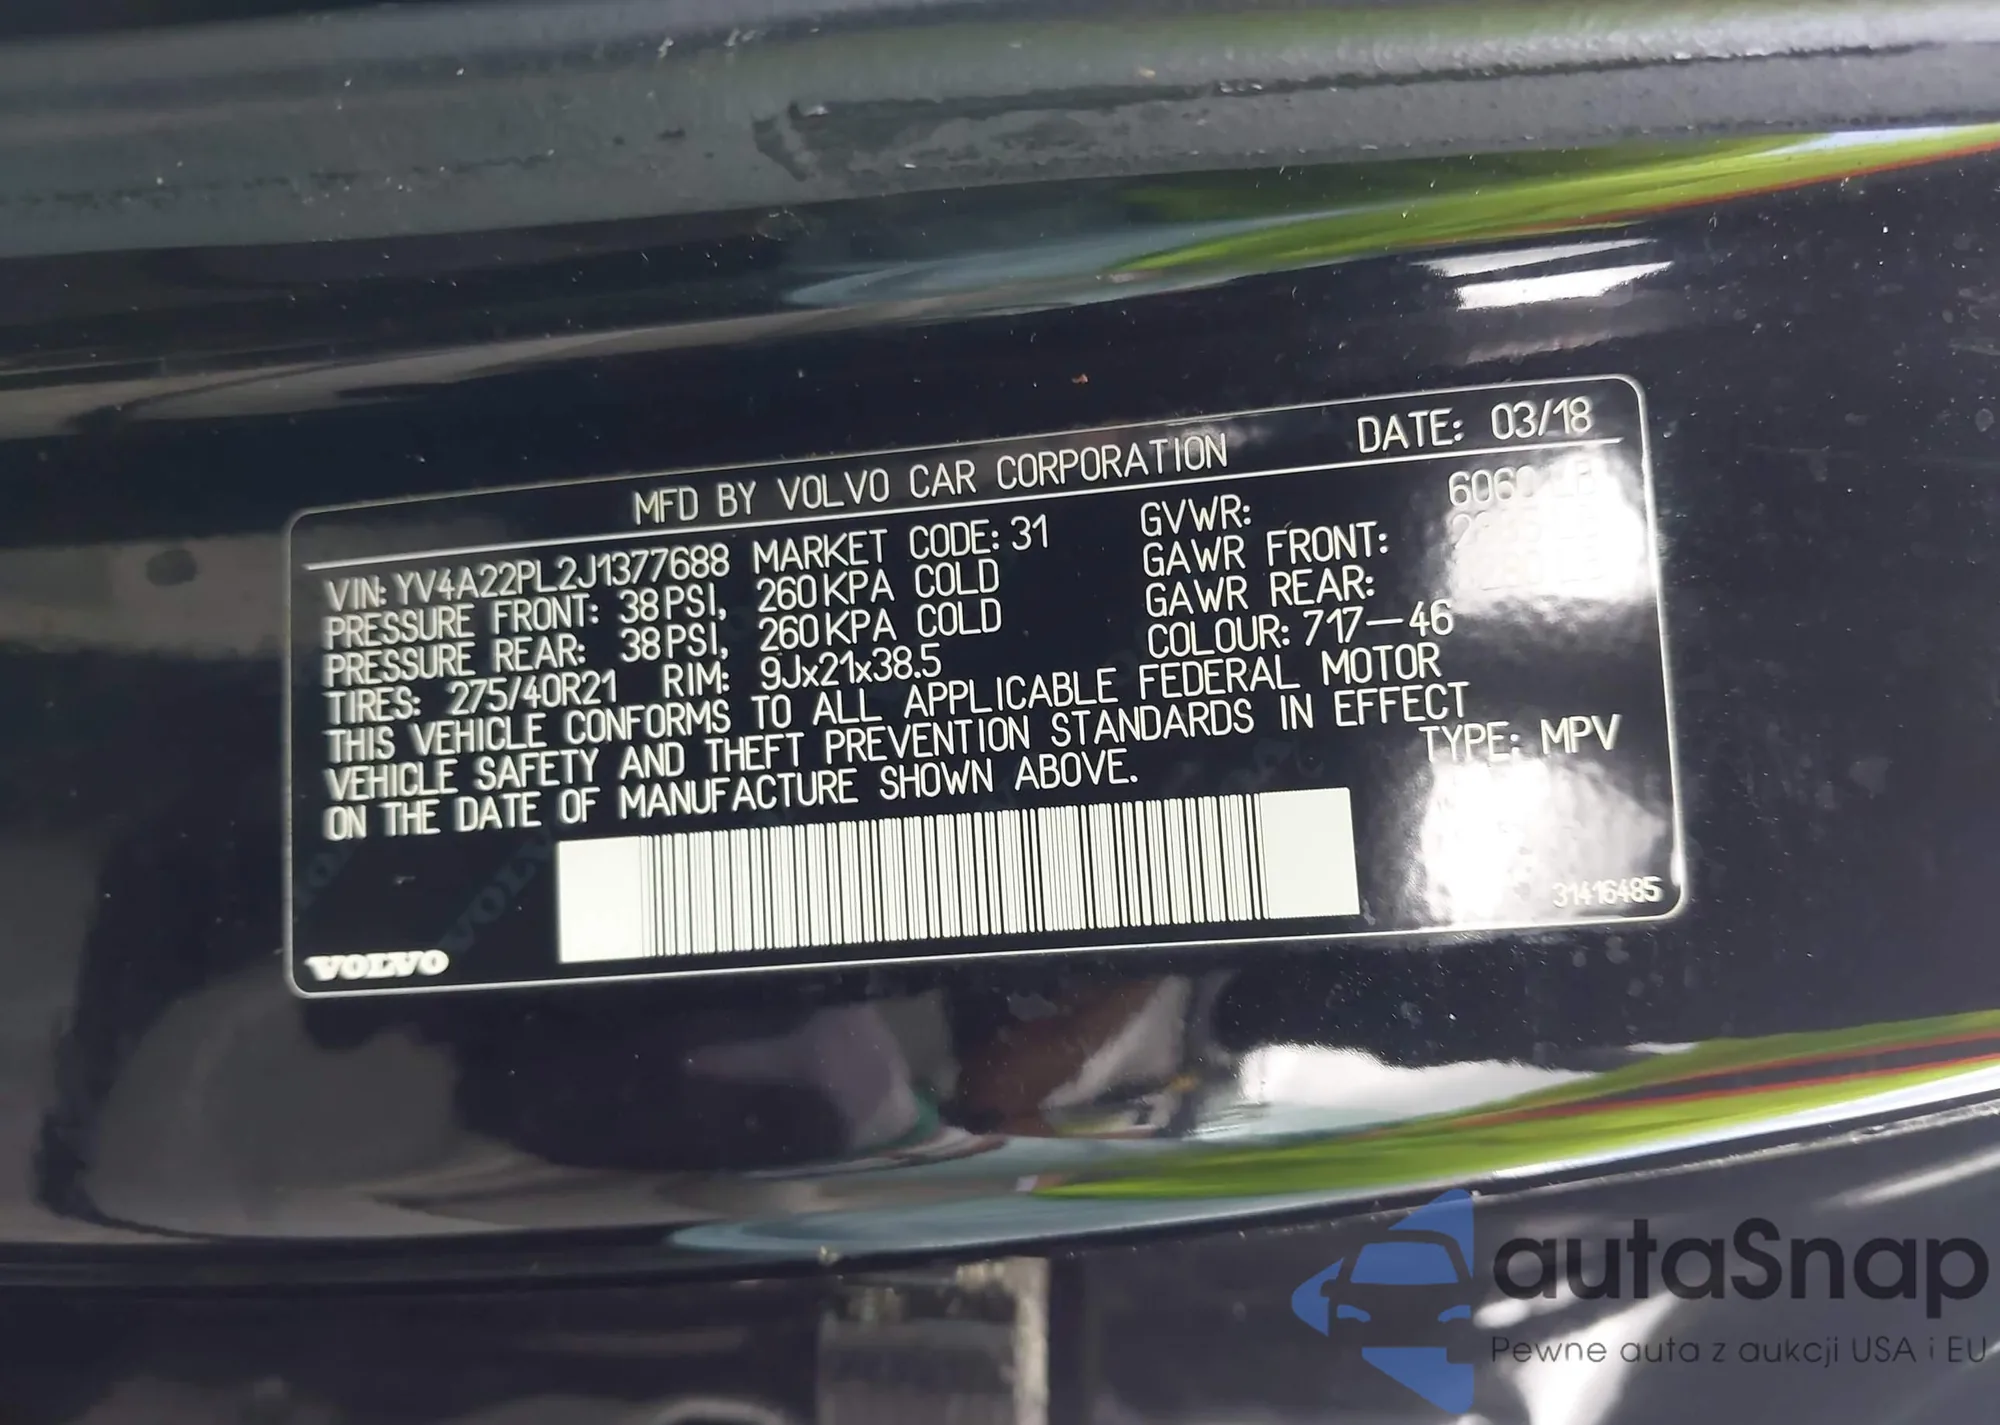 MFD BY VOLVO CAR CORPORATION DATE: 03/18
VIN: YV4A22PL2J1377688 MARKET CODE: 31 GVWR: 6060 LB
PRESSURE FRONT: 38 PSI, 260 KPA COLD GAWR FRONT:
PRESSURE REAR: 38 PSI, 260 KPA COLD GAWR REAR:
TIRES: 275/40R21 RIM: 9Jx21x38.5 COLOUR: 717-46
THIS VEHICLE CONFORMS TO ALL APPLICABLE FEDERAL MOTOR
VEHICLE SAFETY AND THEFT PREVENTION STANDARDS IN EFFECT
ON THE DATE OF MANUFACTURE SHOWN ABOVE. TYPE: MPV
31416485
VOLVO
autaSnap
Pewne auta z aukcji USA i EU